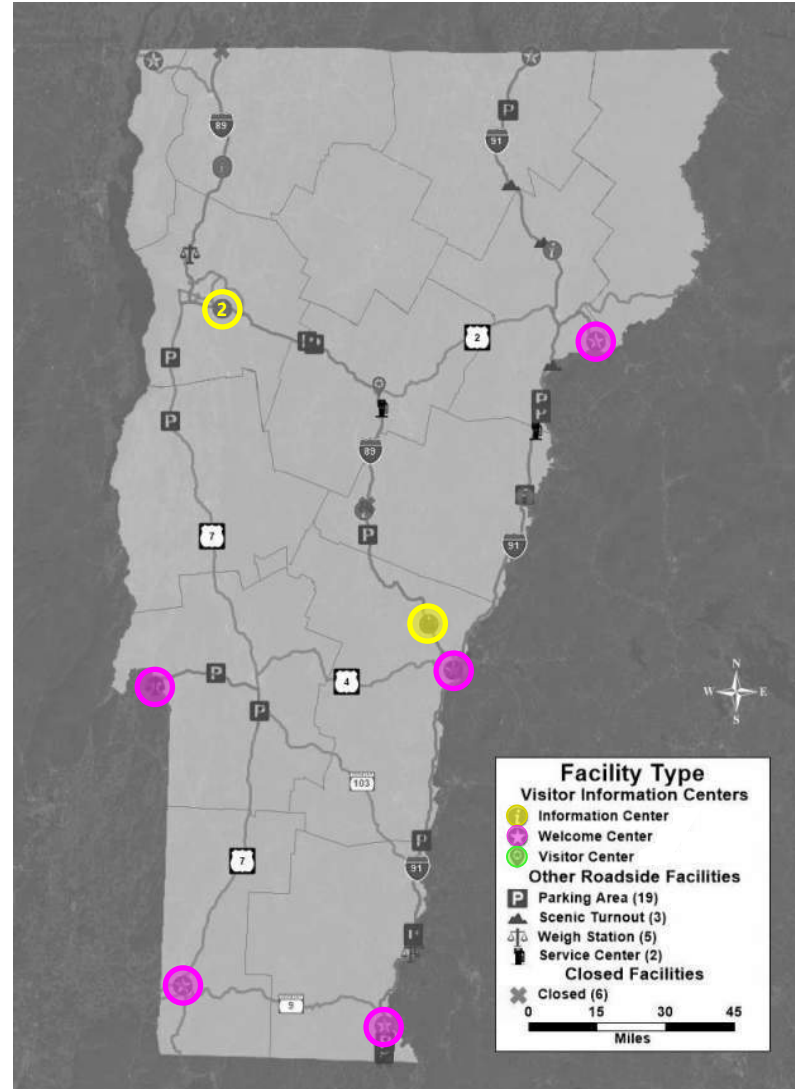 89
91
P
i
i
2
2
P
P
P
P
P
89
i
P
7
91
i
P
4
P
103
7
P
91
P
9
P
N
W
E
S
Facility Type
Visitor Information Centers
i Information Center
Welcome Center
Visitor Center
Other Roadside Facilities
P Parking Area (19)
Scenic Turnout (3)
Weigh Station (5)
Service Center (2)
Closed Facilities
Closed (6)
0 15 30 45
Miles